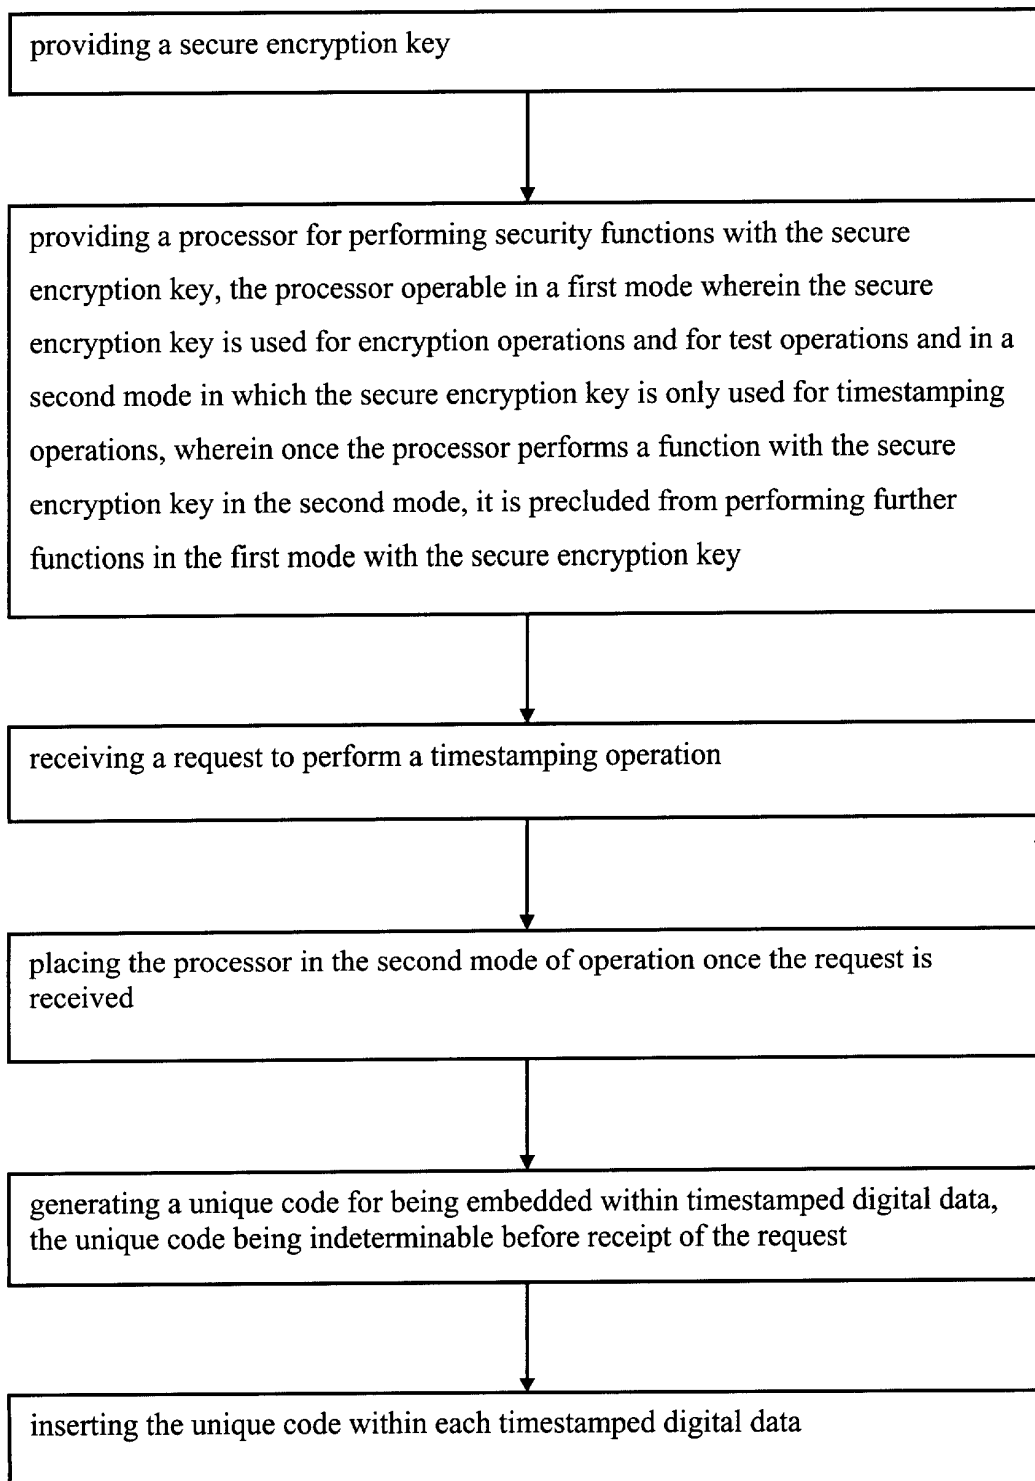 providing a secure encryption key
providing a processor for performing security functions with the secure
encryption key, the processor operable in a first mode wherein the secure
encryption key is used for encryption operations and for test operations and in a
second mode in which the secure encryption key is only used for timestamping
operations, wherein once the processor performs a function with the secure
encryption key in the second mode, it is precluded from performing further
functions in the first mode with the secure encryption key
receiving a request to perform a timestamping operation
placing the processor in the second mode of operation once the request is
received
generating a unique code for being embedded within timestamped digital data,
the unique code being indeterminable before receipt of the request
inserting the unique code within each timestamped digital data